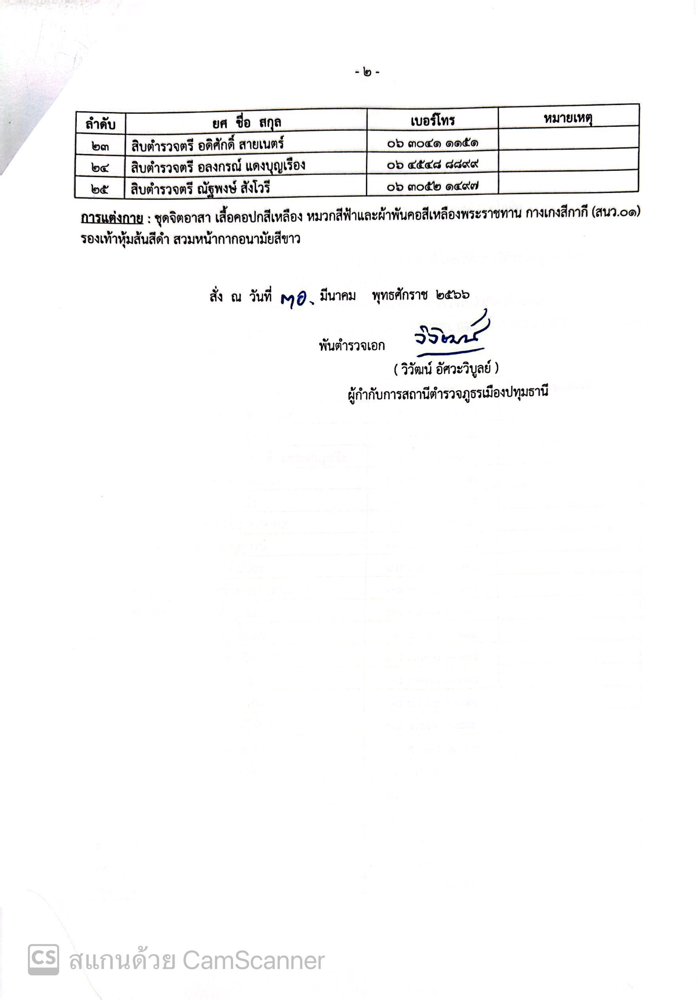 - ๒ -
ลำดับ ยศ ชื่อ สกุล เบอร์โทร หมายเหตุ
๒๓ สิบตำรวจตรี อดิศักดิ์ สายเนตร์ ๐๖ ๓๐๔๑ ๑๑๕๑
๒๔ สิบตำรวจตรี อลงกรณ์ แดงบุญเรือง ๐๖ ๔๕๔๘ ๘๘๙๙
๒๕ สิบตำรวจตรี ณัฐพงษ์ สังโวรี ๐๖ ๓๐๕๒ ๑๔๙๗
การแต่งกาย : ชุดจิตอาสา เสื้อคอปกสีเหลือง หมวกสีฟ้าและผ้าพันคอสีเหลืองพระราชทาน กางเกงสีกากี (สนว.๐๑)
รองเท้าหุ้มส้นสีดำ สวมหน้ากากอนามัยสีขาว
สั่ง ณ วันที่ ๓๐ มีนาคม พุทธศักราช ๒๕๖๖
พันตำรวจเอก วิวัฒน์
( วิวัฒน์ อัศวะวิบูลย์ )
ผู้กำกับการสถานีตำรวจภูธรเมืองปทุมธานี
CS สแกนด้วย CamScanner